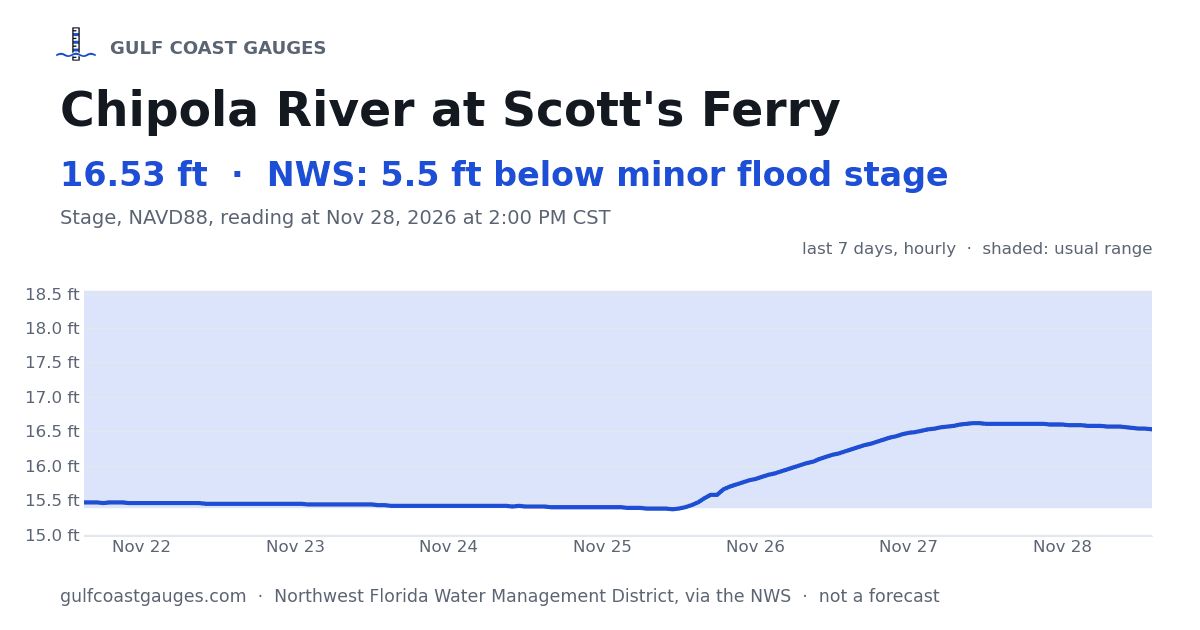 GULF COAST GAUGES
Chipola River at Scott's Ferry
16.53 ft · NWS: 5.5 ft below minor flood stage
Stage, NAVD88, reading at Nov 28, 2026 at 2:00 PM CST
last 7 days, hourly · shaded: usual range
18.5 ft
18.0 ft
17.5 ft
17.0 ft
16.5 ft
16.0 ft
15.5 ft
15.0 ft
Nov 22 Nov 23 Nov 24 Nov 25 Nov 26 Nov 27 Nov 28
gulfcoastgauges.com · Northwest Florida Water Management District, via the NWS · not a forecast